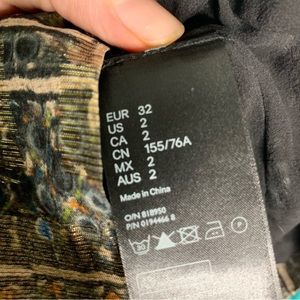 EUR 32
US 2
CA 2
CN 155/76A
MX 2
AUS 2
Made in China
O/N 818950
P/N 0194466 8